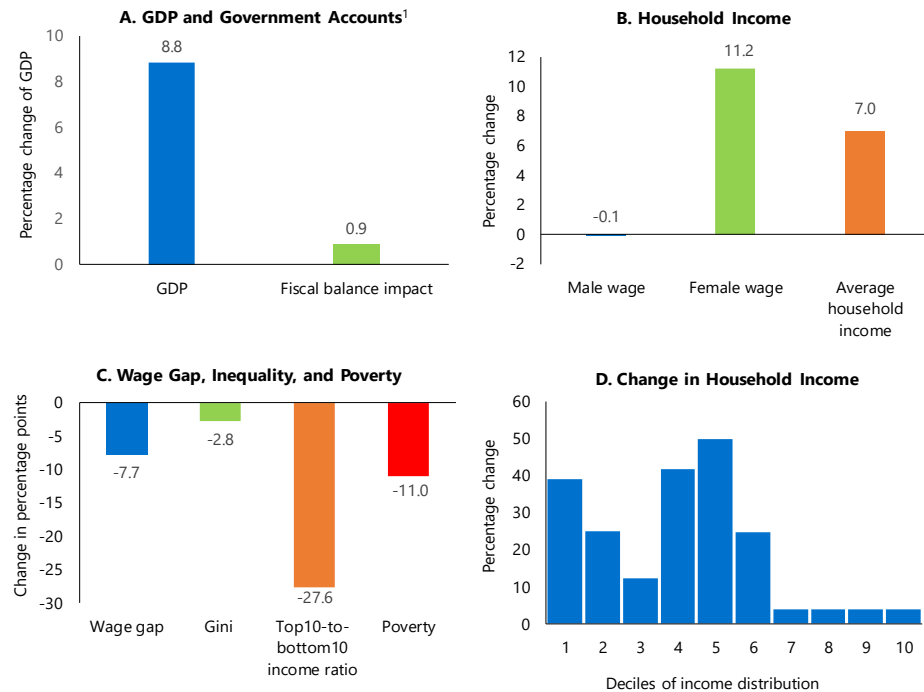 A. GDP and Government Accounts¹
Percentage change of GDP
10
8
6
4
2
0
8.8
0.9
GDP
Fiscal balance impact
B. Household Income
Percentage change
12
10
8
6
4
2
0
-2
-0.1
11.2
7.0
Male wage
Female wage
Average
household
income
C. Wage Gap, Inequality, and Poverty
Change in percentage points
0
-5
-10
-15
-20
-25
-30
-7.7
-2.8
-27.6
-11.0
Wage gap
Gini
Top10-to-
bottom10
income ratio
Poverty
D. Change in Household Income
Percentage change
60
50
40
30
20
10
0
1 2 3 4 5 6 7 8 9 10
Deciles of income distribution